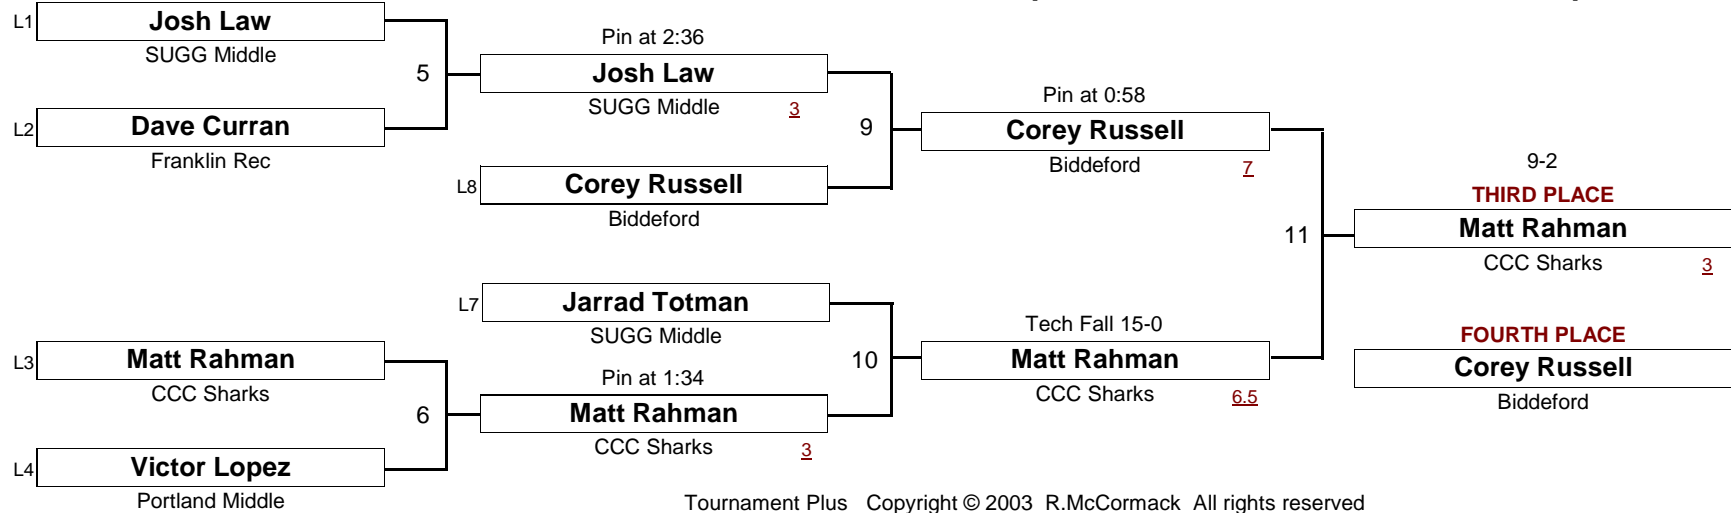 L1
Josh Law
SUGG Middle
5
L2
Dave Curran
Franklin Rec
Pin at 2:36
Josh Law
SUGG Middle 3
9
L8
Corey Russell
Biddeford
Pin at 0:58
Corey Russell
Biddeford 7
11
9-2
THIRD PLACE
Matt Rahman
CCC Sharks 3
L7
Jarrad Totman
SUGG Middle
10
Tech Fall 15-0
Matt Rahman
CCC Sharks 6.5
FOURTH PLACE
Corey Russell
Biddeford
L3
Matt Rahman
CCC Sharks
6
Pin at 1:34
Matt Rahman
CCC Sharks 3
L4
Victor Lopez
Portland Middle
Tournament Plus Copyright © 2003 R.McCormack All rights reserved